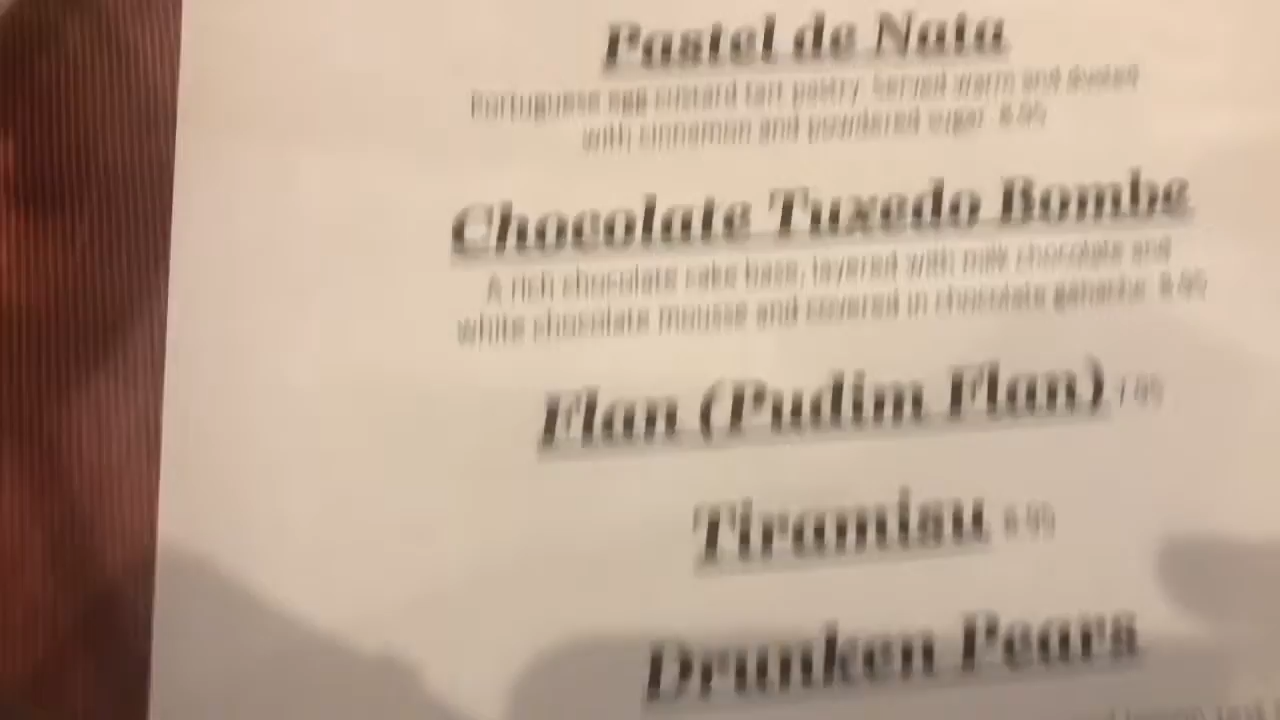 Pastel de Nata
Portuguese egg custard tart pastry. Served warm and dusted
with cinnamon and powdered sugar
Chocolate Tuxedo Bombe
A rich chocolate cake base, layered with milk chocolate and
white chocolate mousse and covered in chocolate ganache
Flan (Pudim Flan)
Tiramisu
Drunken Pears